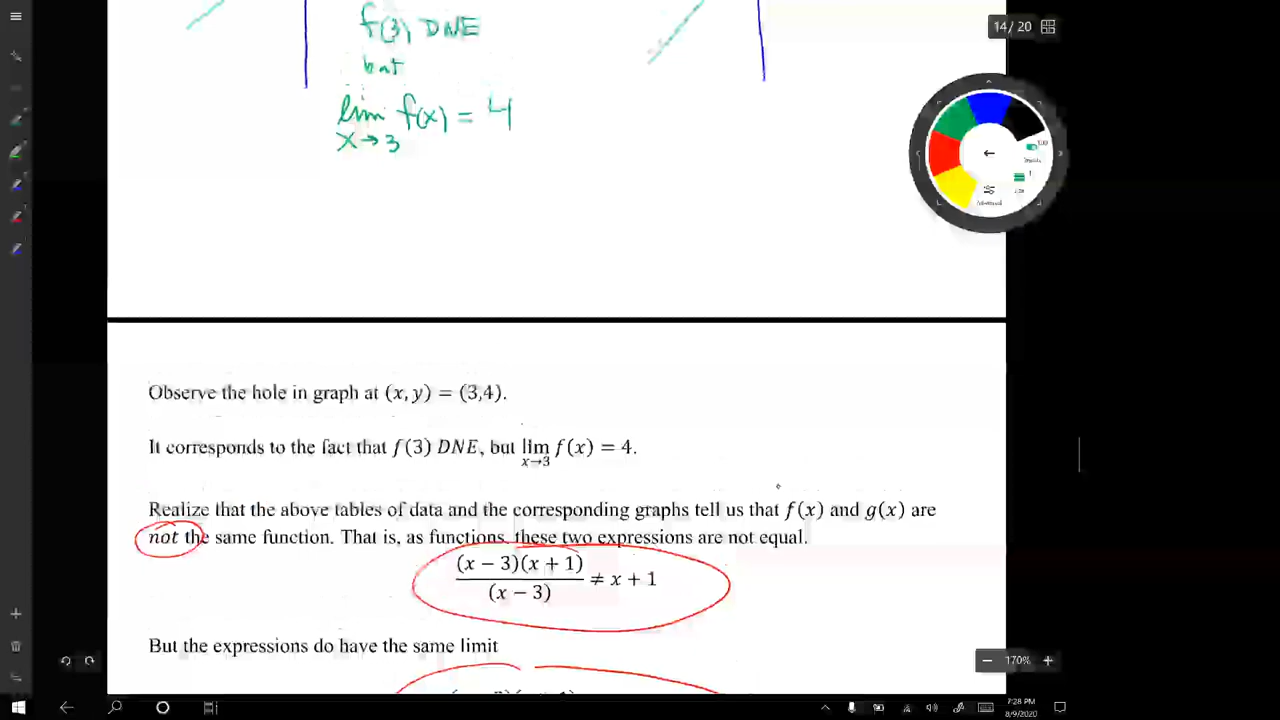 14 / 20
f(3) DNE
but
lim f(x) = 4
x→3
Advanced
Observe the hole in graph at (x, y) = (3,4).
It corresponds to the fact that f(3) DNE, but lim f(x) = 4.
x→3
Realize that the above tables of data and the corresponding graphs tell us that f(x) and g(x) are
not the same function. That is, as functions, these two expressions are not equal.
(x − 3)(x + 1)
≠ x + 1
(x − 3)
But the expressions do have the same limit
170%
7:28 PM
8/9/2020